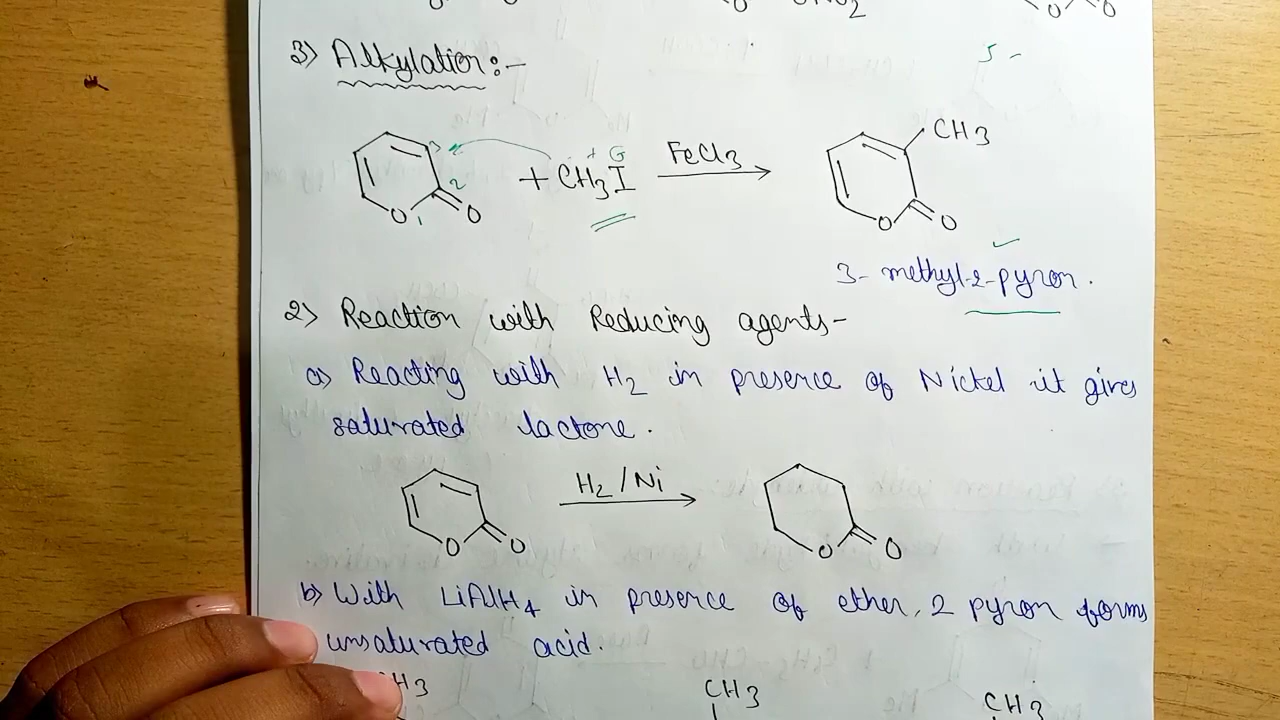 3) Alkylation:-
3 2 O 1 O + CH3I + G FeCl3 CH3 O O
5 -
3- methyl-2-pyron.
2) Reaction with Reducing agents-
a) Reacting with H2 in presence of Nickel it gives
saturated lactone.
O O H2/Ni O O
b) With LiAlH4 in presence of ether, 2 pyron forms
unsaturated acid.
H3 CH3 CH3